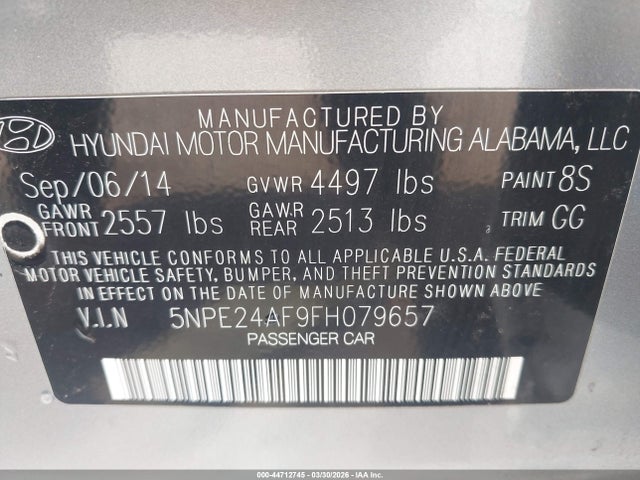 MANUFACTURED BY
HYUNDAI MOTOR MANUFACTURING ALABAMA, LLC
Sep/06/14 GVWR 4497 lbs PAINT 8S
GAWR FRONT 2557 lbs GAWR REAR 2513 lbs TRIM GG
THIS VEHICLE CONFORMS TO ALL APPLICABLE U.S.A. FEDERAL
MOTOR VEHICLE SAFETY, BUMPER, AND THEFT PREVENTION STANDARDS
IN EFFECT ON THE DATE OF MANUFACTURE SHOWN ABOVE.
V.I.N 5NPE24AF9FH079657
PASSENGER CAR
000-44712745 - 03/30/2026 - IAA Inc.